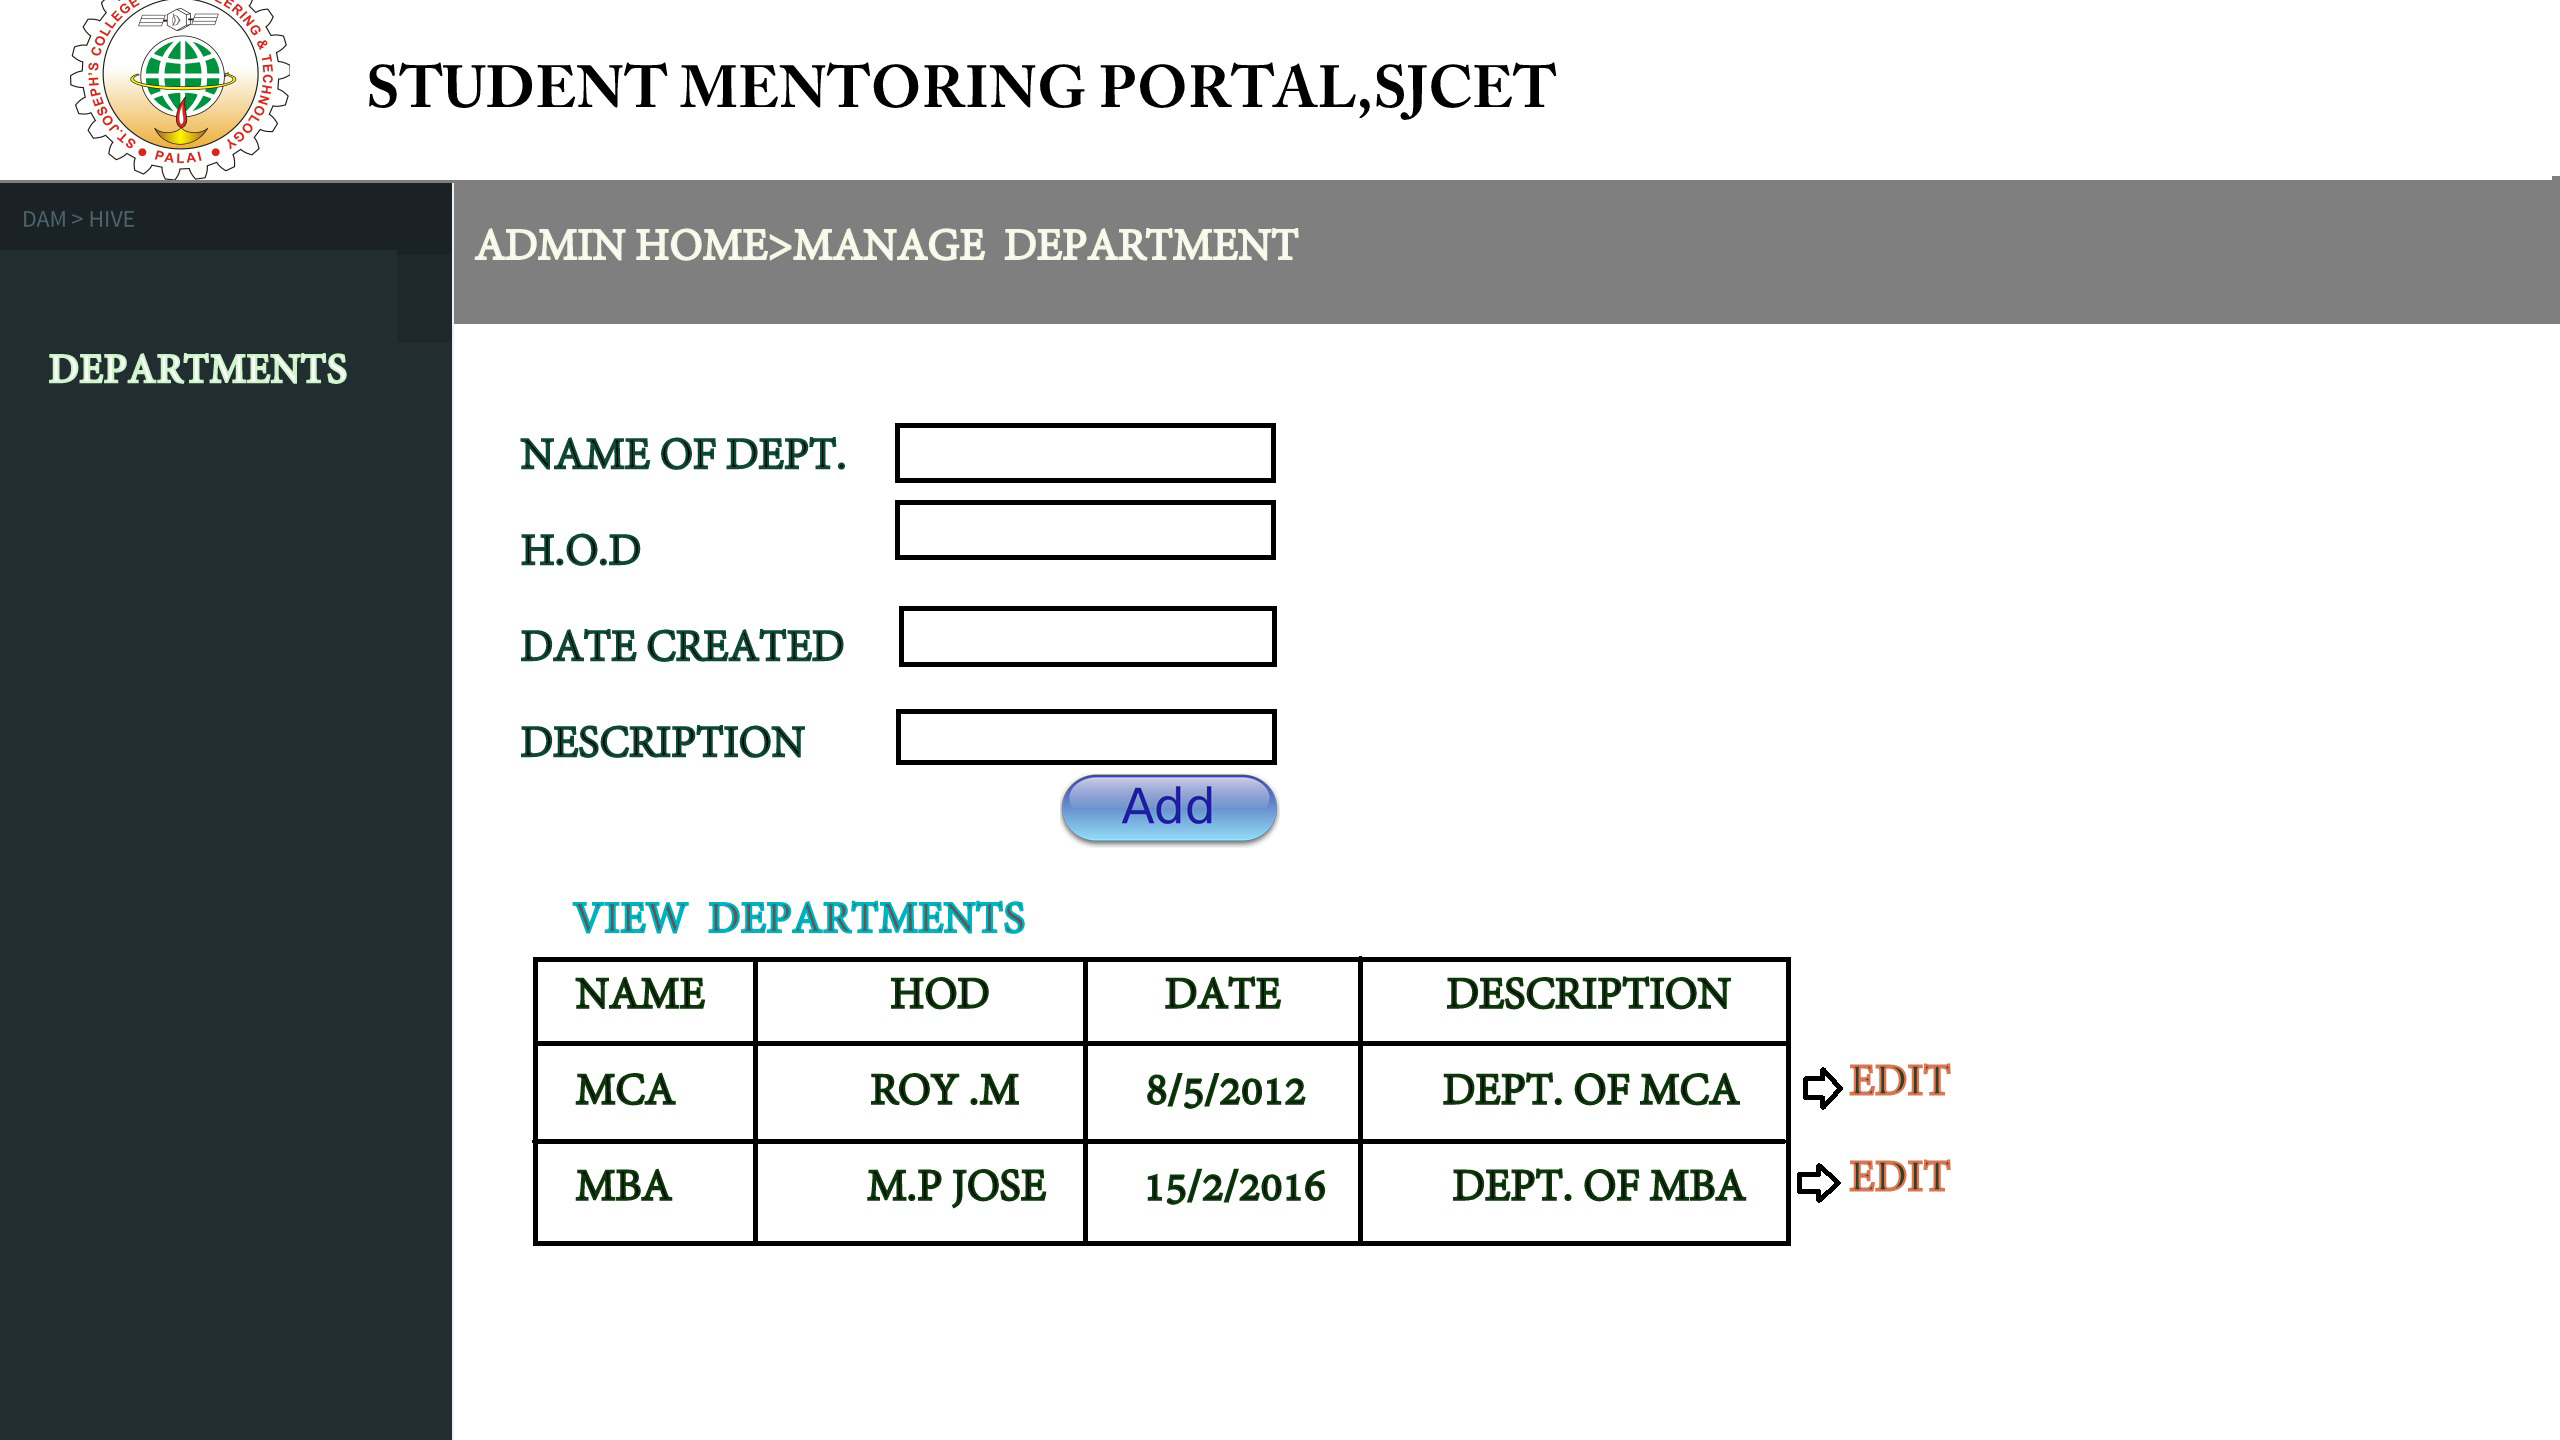 ST.JOSEPH'S COLLEGE ERING & TECHNOLOGY
• PALAI •
STUDENT MENTORING PORTAL,SJCET
DAM > HIVE
ADMIN HOME>MANAGE DEPARTMENT
DEPARTMENTS
NAME OF DEPT.
H.O.D
DATE CREATED
DESCRIPTION
Add
VIEW DEPARTMENTS
NAME HOD DATE DESCRIPTION
MCA ROY .M 8/5/2012 DEPT. OF MCA EDIT
MBA M.P JOSE 15/2/2016 DEPT. OF MBA EDIT